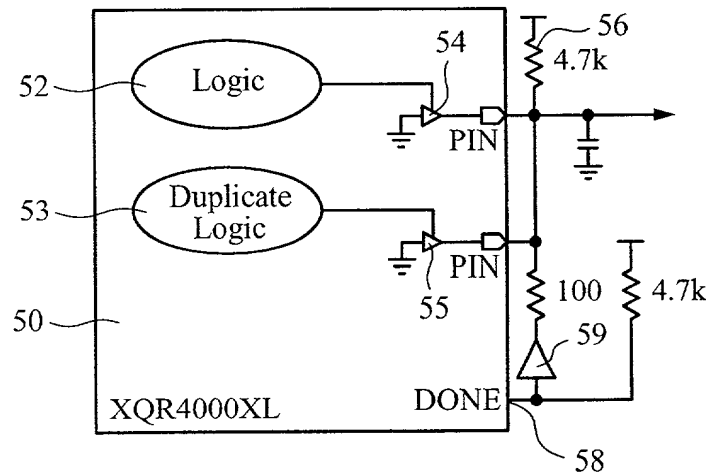 54
56
4.7k
52
Logic
PIN
53
Duplicate
Logic
PIN
55
100
4.7k
50
59
XQR4000XL
DONE
58